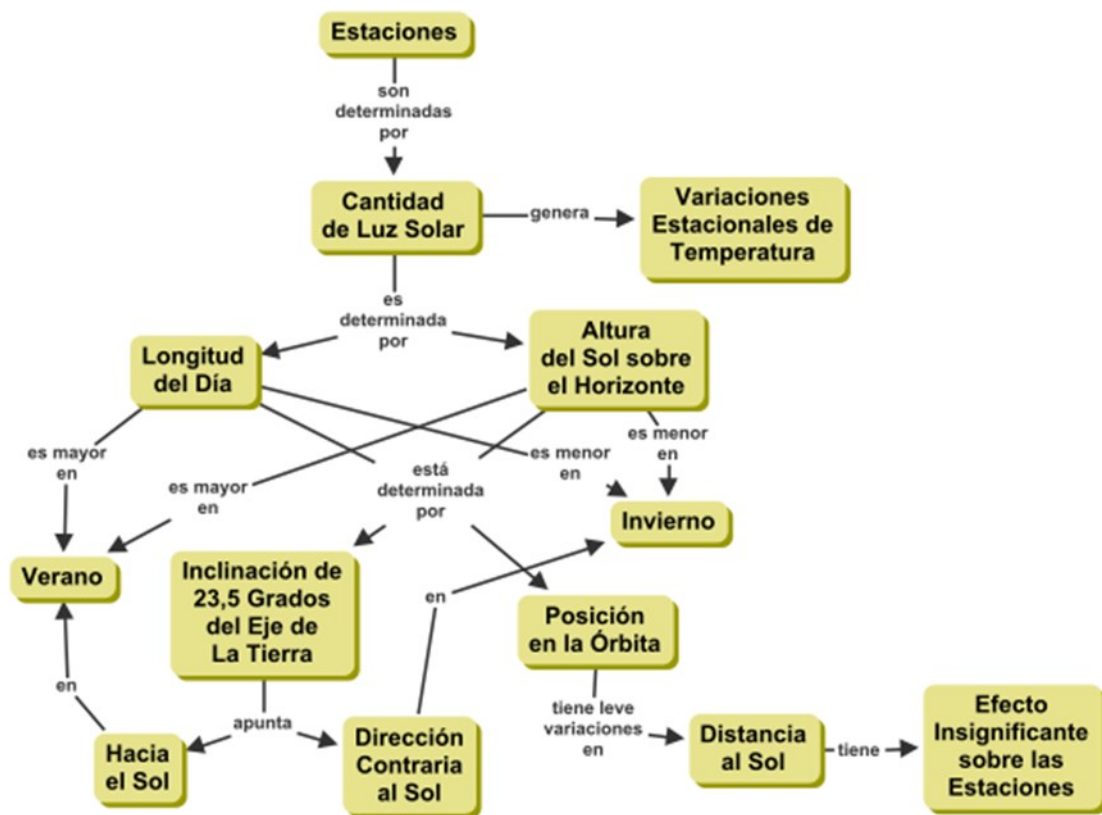 Estaciones
son
determinadas
por
Cantidad
de Luz Solar
genera
Variaciones
Estacionales de
Temperatura
es
determinada
por
Longitud
del Día
Altura
del Sol sobre
el Horizonte
es mayor
en
es mayor
en
está
determinada
por
es menor
en
es menor
en
Invierno
Verano
Inclinación de
23,5 Grados
del Eje de
La Tierra
en
Posición
en la Órbita
en
apunta
tiene leve
variaciones
en
Hacia
el Sol
Dirección
Contraria
al Sol
Distancia
al Sol
tiene
Efecto
Insignificante
sobre las
Estaciones